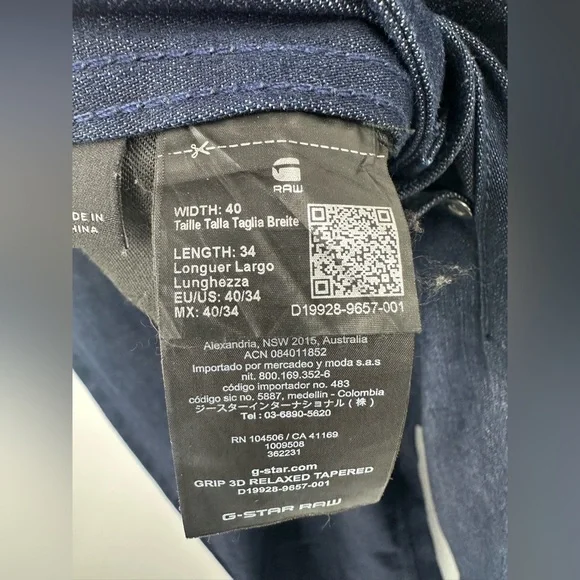 RAW
WIDTH: 40
Taille Talla Taglia Breite
LENGTH: 34
Longuer Largo
Lunghezza
EU/US: 40/34
MX: 40/34
D19928-9657-001
DE IN
HINA
Alexandria, NSW 2015, Australia
ACN 084011852
Importado por mercadeo y moda s.a.s
nit. 800.169.352-6
código importador no. 483
código sic no. 5887, medellin - Colombia
ジースターインターナショナル(株)
Tel : 03-6890-5620
RN 104506 / CA 41169
1009508
362231
g-star.com
GRIP 3D RELAXED TAPERED
D19928-9657-001
G-STAR RAW